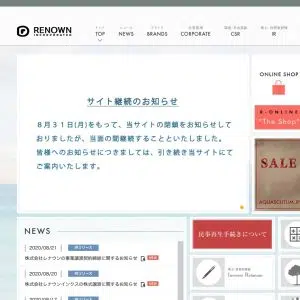 RENOWN
INCORPORATED
TOP
NEWS
BRANDS
CORPORATE
CSR
IR
サイト継続のお知らせ
８月３１日(月)をもって、当サイトの閉鎖をお知らせして
おりましたが、当面の間継続することといたしました。
皆様へのお知らせにつきましては、引き続き当サイトにて
ご案内いたします。
ONLINE SHOP
R-ONLINE
"The Shop"
SALE
AQUASCUTUM
NEWS
2020/08/21
株式会社レナウンの事業譲渡契約締結に関するお知らせ
2020/08/20
株式会社レナウンインクスの株式譲渡に関するお知らせ
2020/08/13
民事再生手続きについて